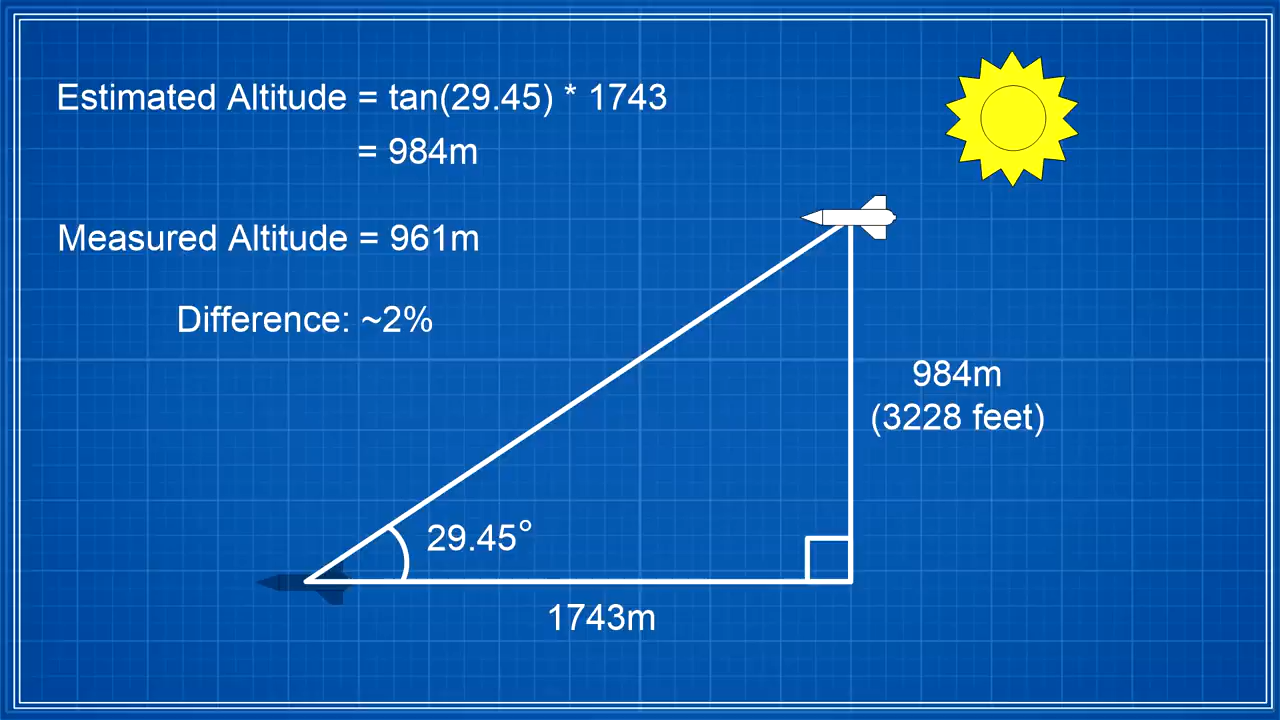 Estimated Altitude = tan(29.45) * 1743
= 984m
Measured Altitude = 961m
Difference: ~2%
984m
(3228 feet)
29.45°
1743m